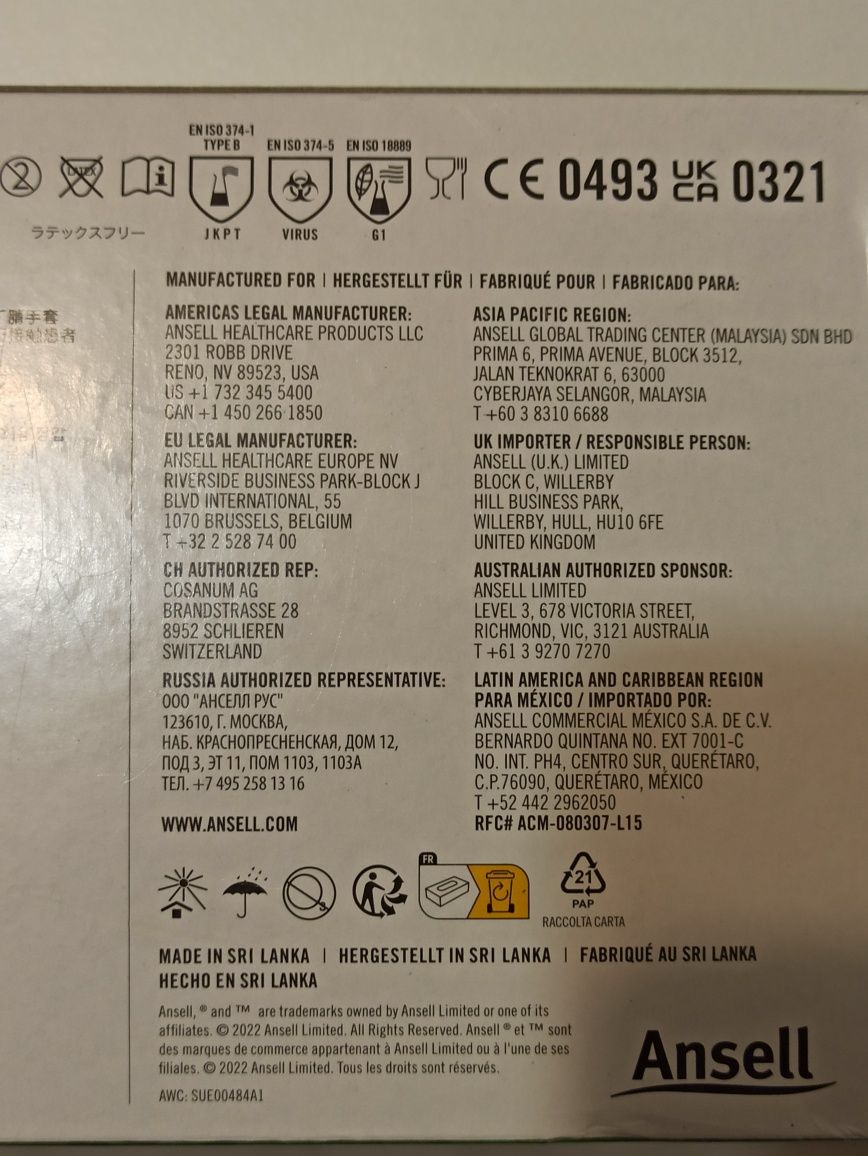 EN ISO 374-1
TYPE B
EN ISO 374-5
EN ISO 18889
2
LATEX
i
CE 0493 UK CA 0321
ラテックスフリー
JKPT
VIRUS
G1
手套
接触患者
MANUFACTURED FOR | HERGESTELLT FÜR | FABRIQUÉ POUR | FABRICADO PARA:
AMERICAS LEGAL MANUFACTURER:
ANSELL HEALTHCARE PRODUCTS LLC
2301 ROBB DRIVE
RENO, NV 89523, USA
US +1 732 345 5400
CAN +1 450 266 1850
EU LEGAL MANUFACTURER:
ANSELL HEALTHCARE EUROPE NV
RIVERSIDE BUSINESS PARK-BLOCK J
BLVD INTERNATIONAL, 55
1070 BRUSSELS, BELGIUM
T +32 2 528 74 00
CH AUTHORIZED REP:
COSANUM AG
BRANDSTRASSE 28
8952 SCHLIEREN
SWITZERLAND
RUSSIA AUTHORIZED REPRESENTATIVE:
ООО "АНСЕЛЛ РУС"
123610, Г. МОСКВА,
НАБ. КРАСНОПРЕСНЕНСКАЯ, ДОМ 12,
ПОД 3, ЭТ 11, ПОМ 1103, 1103А
ТЕЛ. +7 495 258 13 16
WWW.ANSELL.COM
ASIA PACIFIC REGION:
ANSELL GLOBAL TRADING CENTER (MALAYSIA) SDN BHD
PRIMA 6, PRIMA AVENUE, BLOCK 3512,
JALAN TEKNOKRAT 6, 63000
CYBERJAYA SELANGOR, MALAYSIA
T +60 3 8310 6688
UK IMPORTER / RESPONSIBLE PERSON:
ANSELL (U.K.) LIMITED
BLOCK C, WILLERBY
HILL BUSINESS PARK,
WILLERBY, HULL, HU10 6FE
UNITED KINGDOM
AUSTRALIAN AUTHORIZED SPONSOR:
ANSELL LIMITED
LEVEL 3, 678 VICTORIA STREET,
RICHMOND, VIC, 3121 AUSTRALIA
T +61 3 9270 7270
LATIN AMERICA AND CARIBBEAN REGION
PARA MÉXICO / IMPORTADO POR:
ANSELL COMMERCIAL MÉXICO S.A. DE C.V.
BERNARDO QUINTANA NO. EXT 7001-C
NO. INT. PH4, CENTRO SUR, QUERÉTARO,
C.P.76090, QUERÉTARO, MÉXICO
T +52 442 2962050
RFC# ACM-080307-L15
FR
21
PAP
RACCOLTA CARTA
MADE IN SRI LANKA | HERGESTELLT IN SRI LANKA | FABRIQUÉ AU SRI LANKA
HECHO EN SRI LANKA
Ansell, ® and ™ are trademarks owned by Ansell Limited or one of its
affiliates. © 2022 Ansell Limited. All Rights Reserved. Ansell ® et ™ sont
des marques de commerce appartenant à Ansell Limited ou à l'une de ses
filiales. © 2022 Ansell Limited. Tous les droits sont réservés.
AWC: SUE00484A1
Ansell